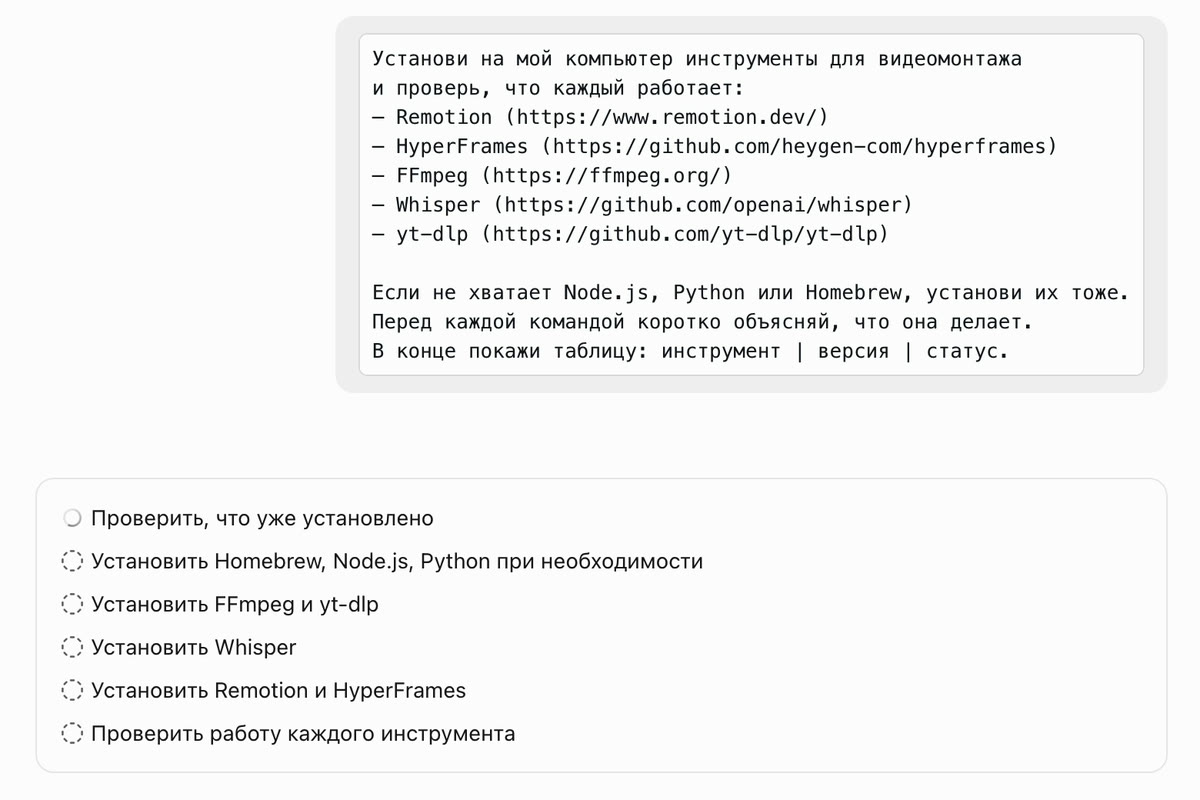 Установи на мой компьютер инструменты для видеомонтажа
и проверь, что каждый работает:
— Remotion (https://www.remotion.dev/)
— HyperFrames (https://github.com/heygen-com/hyperframes)
— FFmpeg (https://ffmpeg.org/)
— Whisper (https://github.com/openai/whisper)
— yt-dlp (https://github.com/yt-dlp/yt-dlp)
Если не хватает Node.js, Python или Homebrew, установи их тоже.
Перед каждой командой коротко объясняй, что она делает.
В конце покажи таблицу: инструмент | версия | статус.
Проверить, что уже установлено
Установить Homebrew, Node.js, Python при необходимости
Установить FFmpeg и yt-dlp
Установить Whisper
Установить Remotion и HyperFrames
Проверить работу каждого инструмента